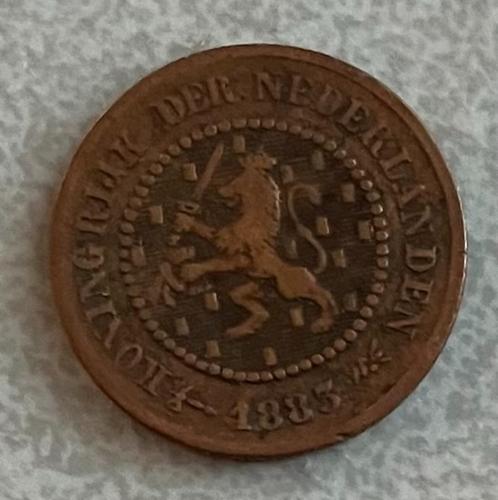 KONINGRIJK DER NEDERLANDEN
1883